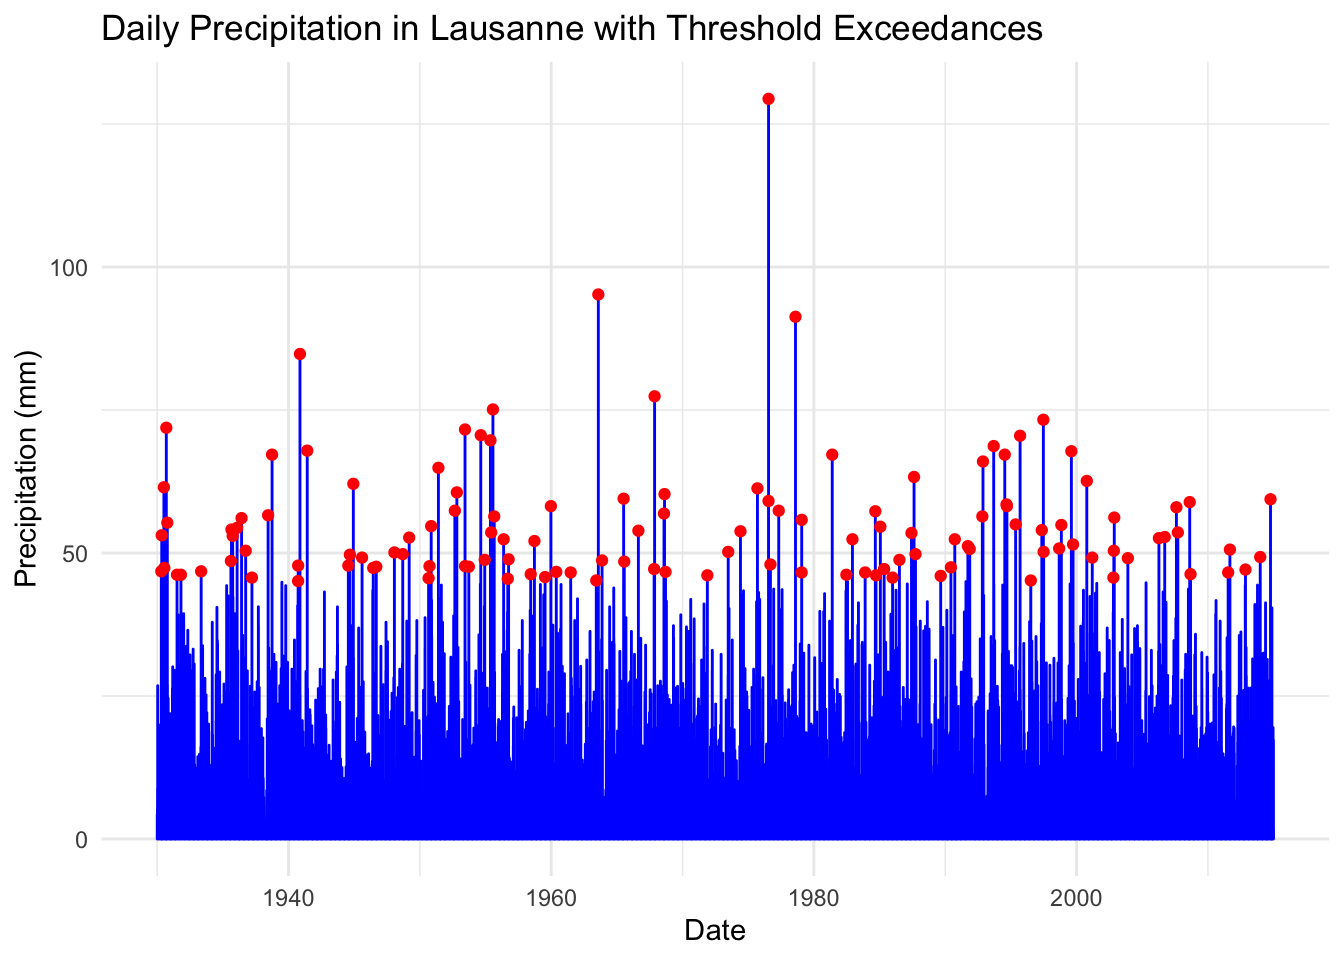 Daily Precipitation in Lausanne with Threshold Exceedances
Precipitation (mm)
100
50
0
1940 1960 1980 2000
Date